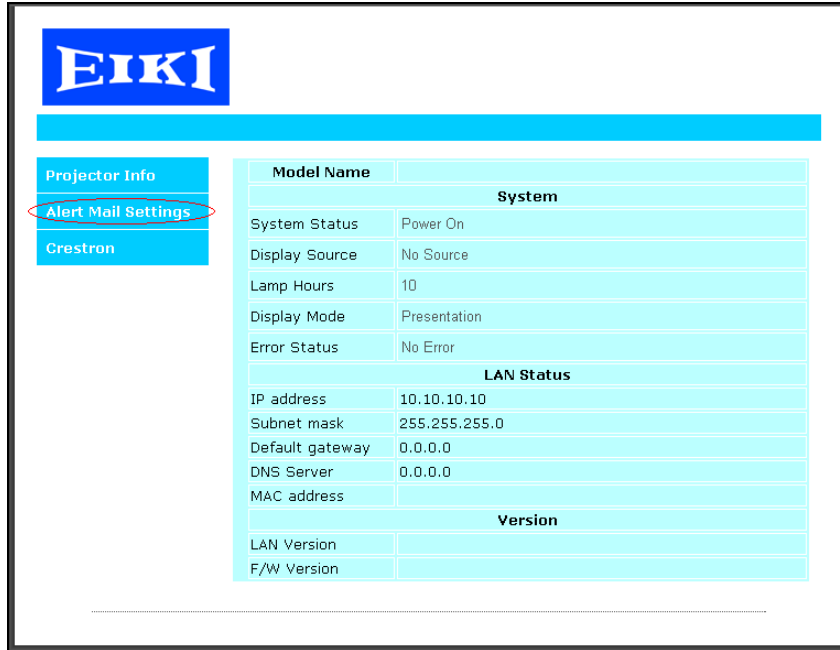 EIKI
Projector Info
Alert Mail Settings
Crestron
Model Name
System
System Status Power On
Display Source No Source
Lamp Hours 10
Display Mode Presentation
Error Status No Error
LAN Status
IP address 10.10.10.10
Subnet mask 255.255.255.0
Default gateway 0.0.0.0
DNS Server 0.0.0.0
MAC address
Version
LAN Version
F/W Version